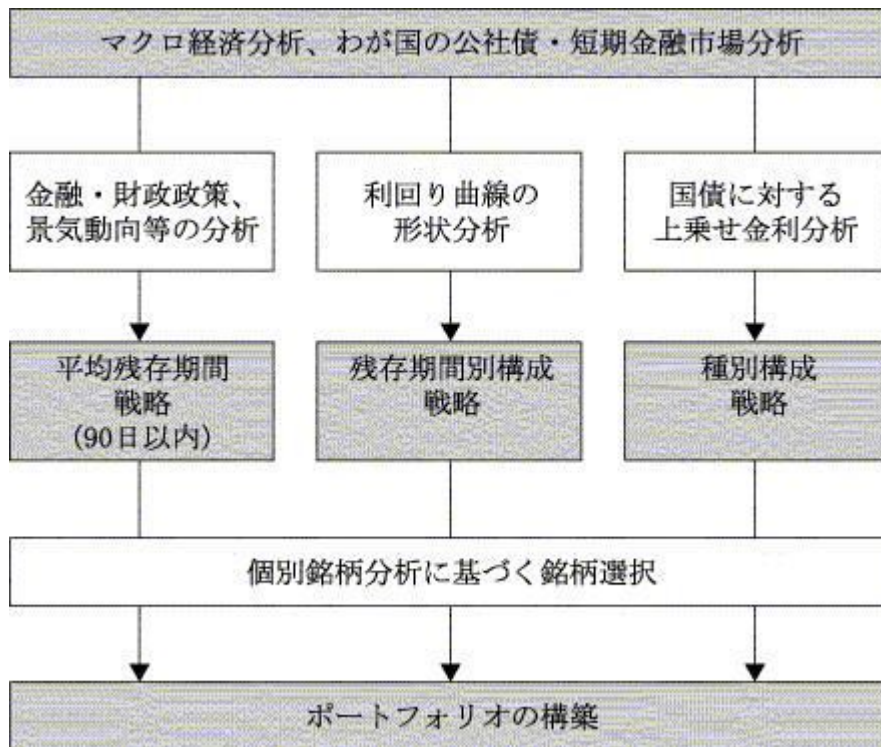 マクロ経済分析、わが国の公社債・短期金融市場分析
金融・財政政策、
景気動向等の分析
利回り曲線の
形状分析
国債に対する
上乗せ金利分析
平均残存期間
戦略
(90日以内)
残存期間別構成
戦略
種別構成
戦略
個別銘柄分析に基づく銘柄選択
ポートフォリオの構築